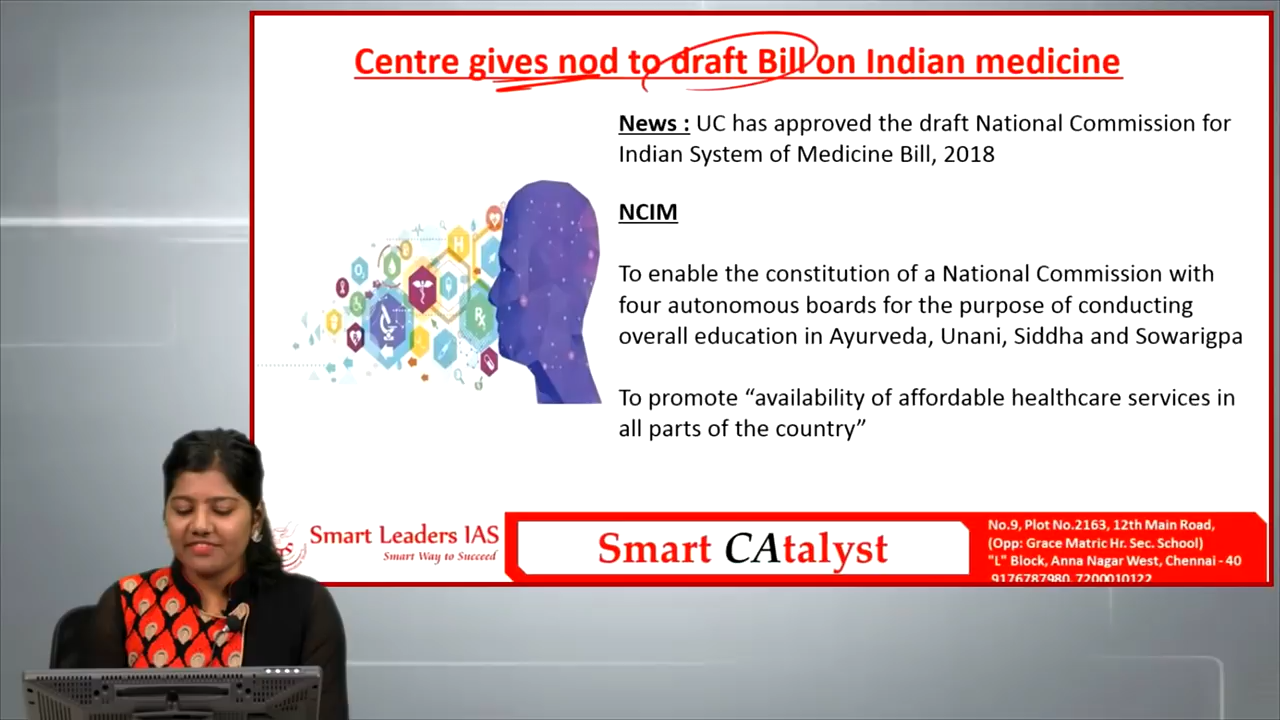 Centre gives nod to draft Bill on Indian medicine
News : UC has approved the draft National Commission for
Indian System of Medicine Bill, 2018
NCIM
To enable the constitution of a National Commission with
four autonomous boards for the purpose of conducting
overall education in Ayurveda, Unani, Siddha and Sowarigpa
To promote “availability of affordable healthcare services in
all parts of the country”
O₂
H
Rx
Smart Leaders IAS
Smart Way to Succeed
Smart CAtalyst
No.9, Plot No.2163, 12th Main Road,
(Opp: Grace Matric Hr. Sec. School)
"L" Block, Anna Nagar West, Chennai - 40
9176787980, 7200010122